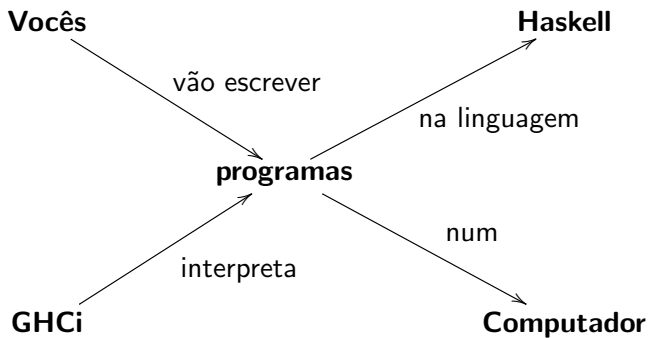 Vocês
Haskell
vão escrever
na linguagem
programas
num
interpreta
GHCi
Computador